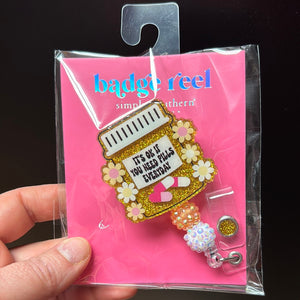 badge reel
simply southern
IT'S OK IF
YOU NEED PILLS
EVERYDAY